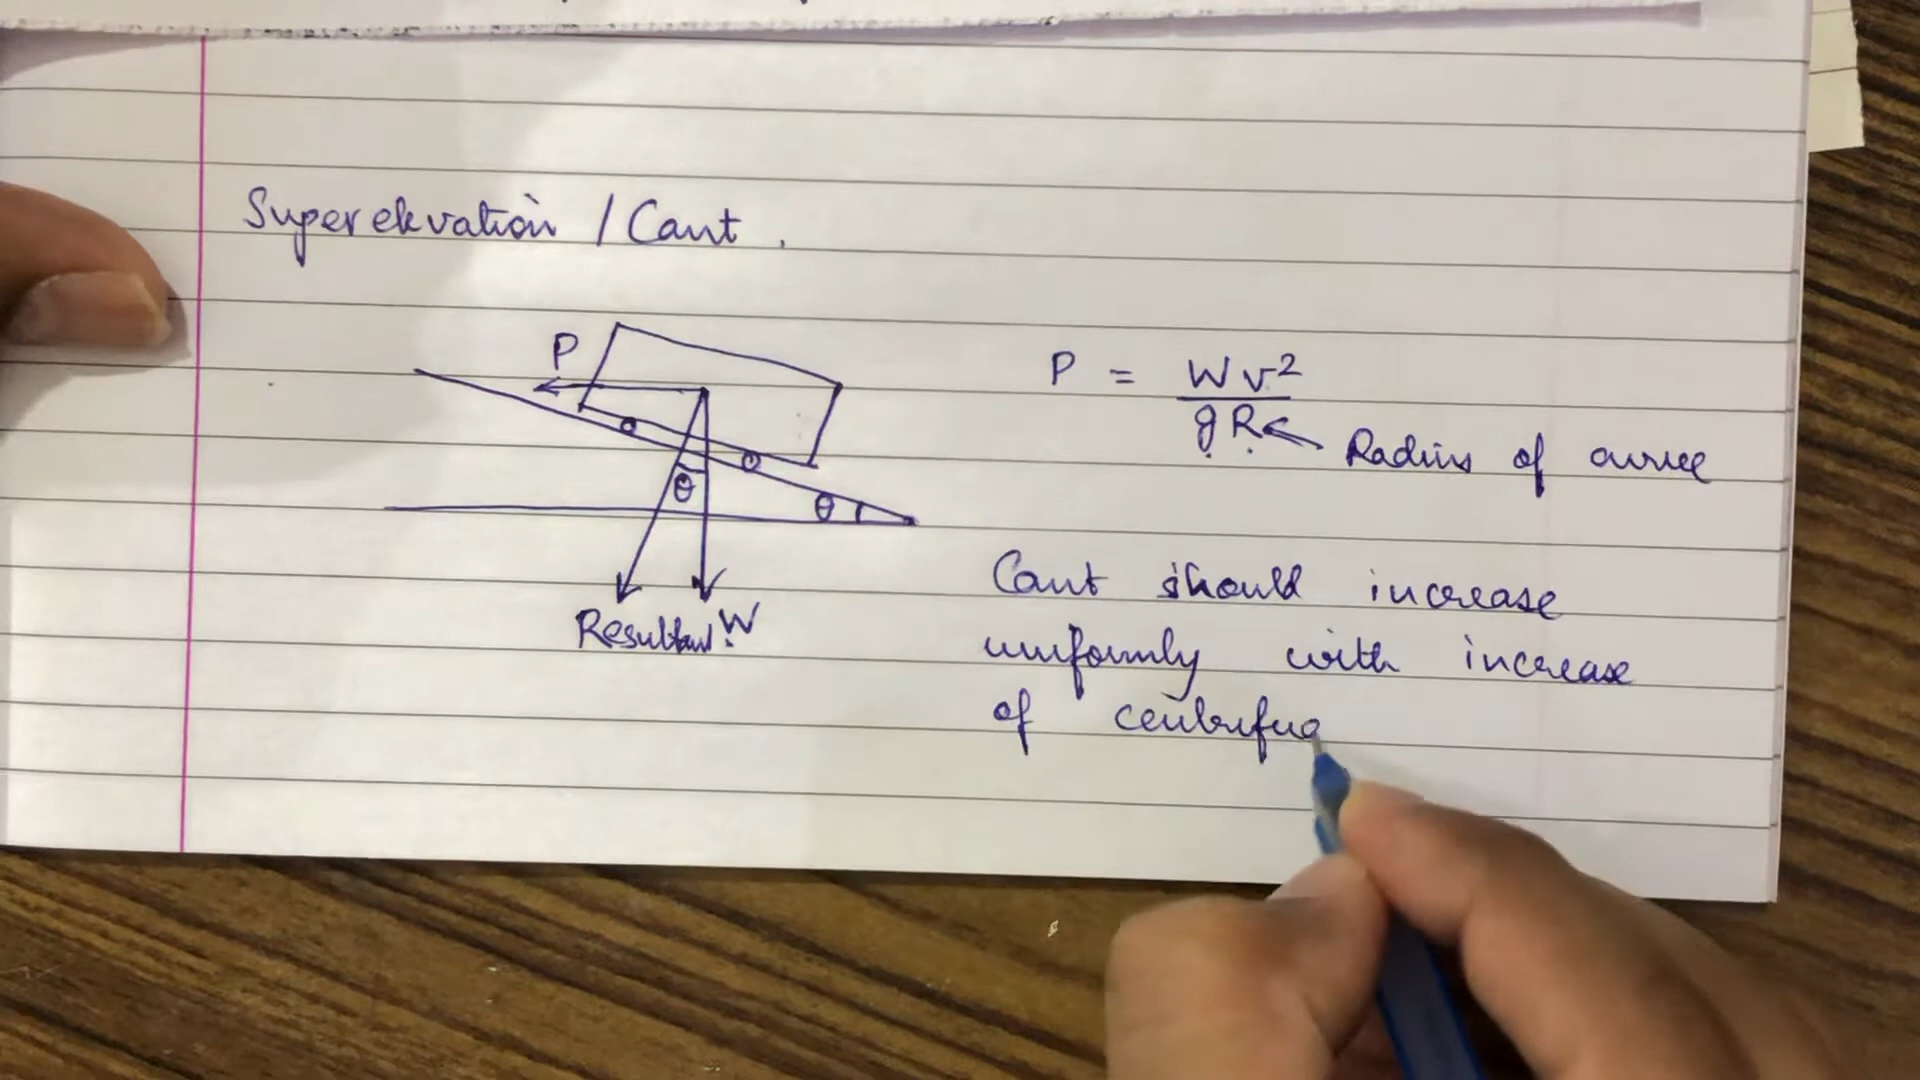 Superelevation / Cant.
P
θ
θ
Resultant W
P = Wv²
gR ← Radius of curve
Cant should increase
uniformly with increase
of centrifug